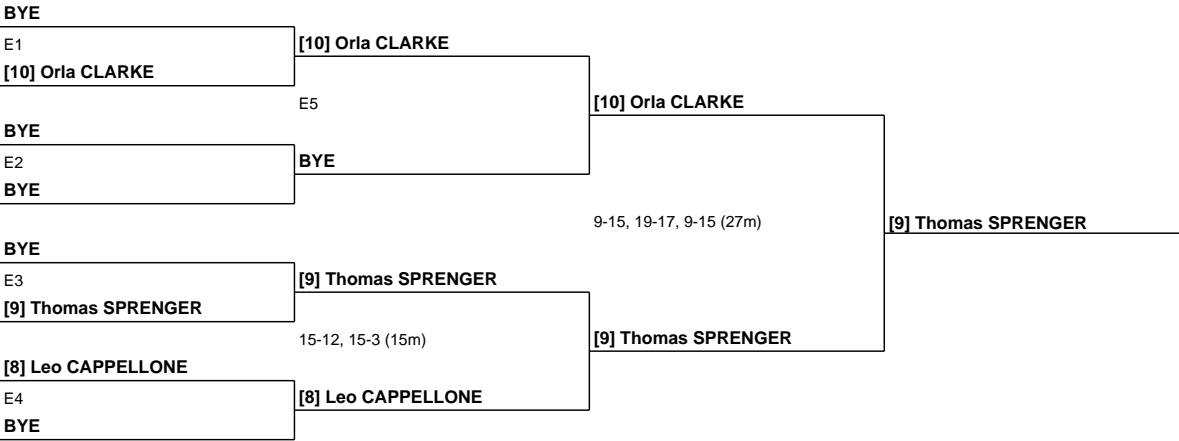 BYE
E1
[10] Orla CLARKE
[10] Orla CLARKE
E5
[10] Orla CLARKE
BYE
E2
BYE
BYE
9-15, 19-17, 9-15 (27m)
[9] Thomas SPRENGER
BYE
E3
[9] Thomas SPRENGER
[9] Thomas SPRENGER
15-12, 15-3 (15m)
[9] Thomas SPRENGER
[8] Leo CAPPELLONE
E4
[8] Leo CAPPELLONE
BYE